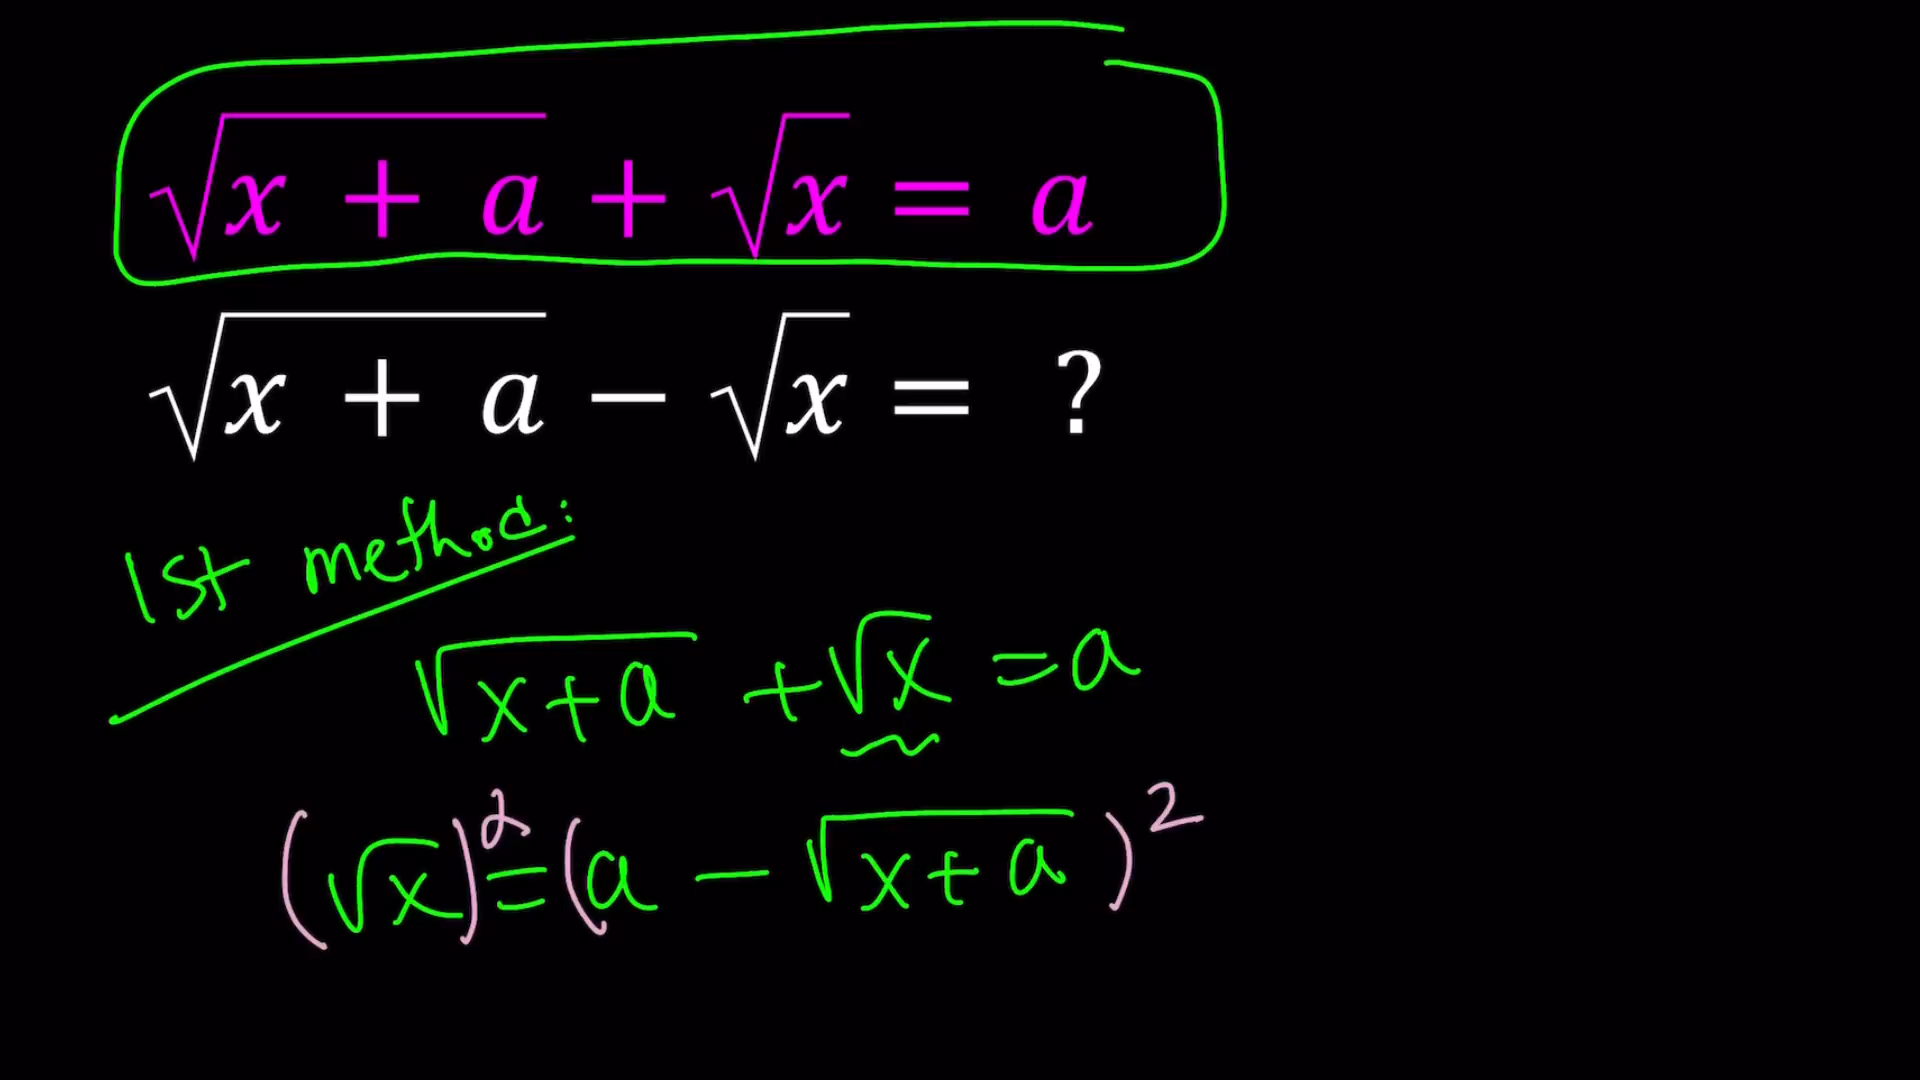 √(x + a) + √x = a
√(x + a) − √x = ?
1st method:
√(x+a) + √x = a
(√x)² = (a − √(x+a))²